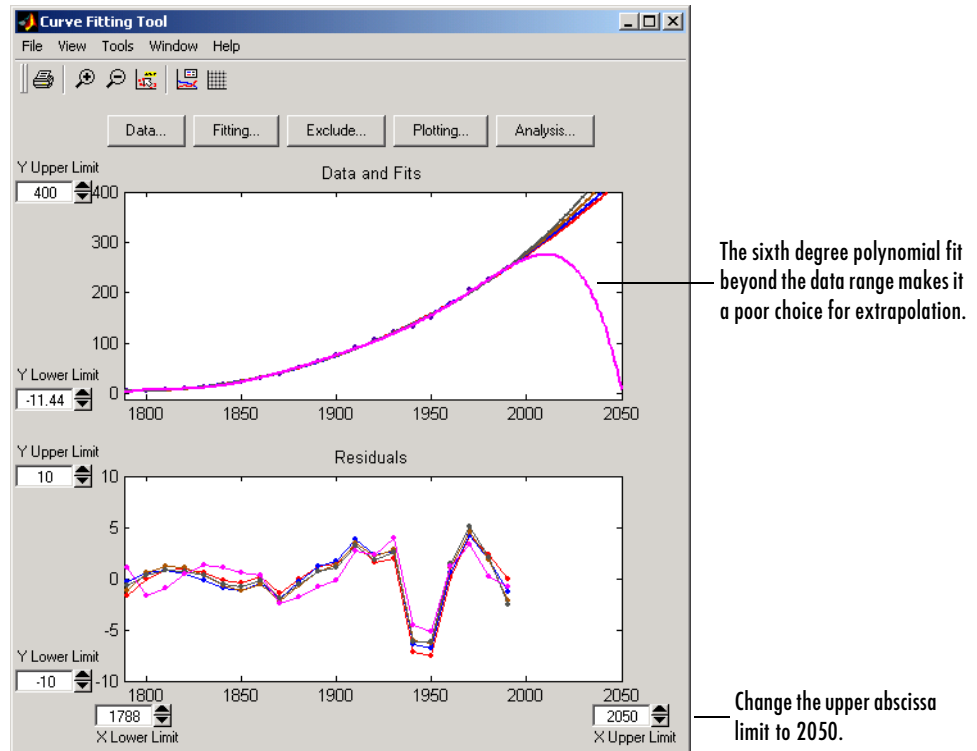 Curve Fitting Tool
File View Tools Window Help
Data... Fitting... Exclude... Plotting... Analysis...
Y Upper Limit
400
Data and Fits
400
300
200
100
0
Y Lower Limit
-11.44
1800 1850 1900 1950 2000 2050
The sixth degree polynomial fit
beyond the data range makes it
a poor choice for extrapolation.
Y Upper Limit
10
Residuals
10
5
0
-5
-10
Y Lower Limit
-10
1800 1850 1900 1950 2000 2050
1788
X Lower Limit
2050
X Upper Limit
Change the upper abscissa
limit to 2050.